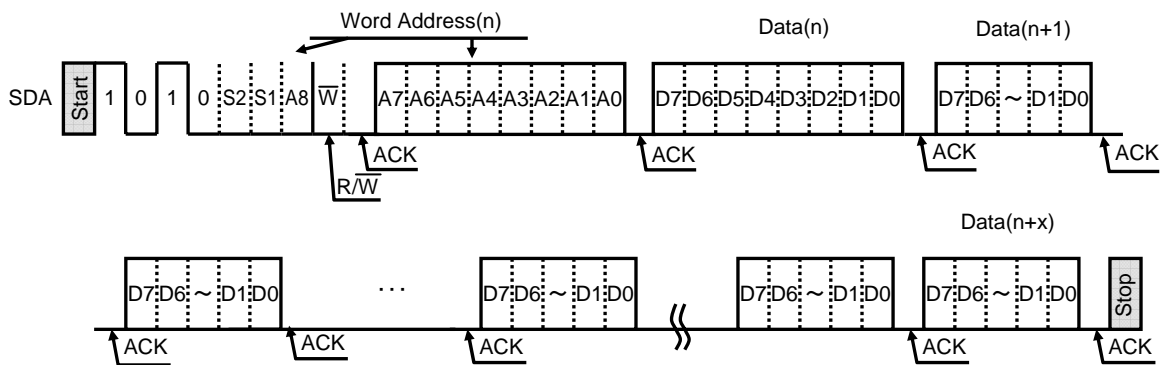 Word Address(n)
Data(n) Data(n+1)
SDA Start 1 0 1 0 S2 S1 A8 W̅ A7 A6 A5 A4 A3 A2 A1 A0 D7 D6 D5 D4 D3 D2 D1 D0 D7 D6 ~ D1 D0
ACK ACK ACK ACK
R/W̅
Data(n+x)
D7 D6 ~ D1 D0 ... D7 D6 ~ D1 D0 D7 D6 ~ D1 D0 D7 D6 ~ D1 D0 Stop
ACK ACK ACK ACK ACK